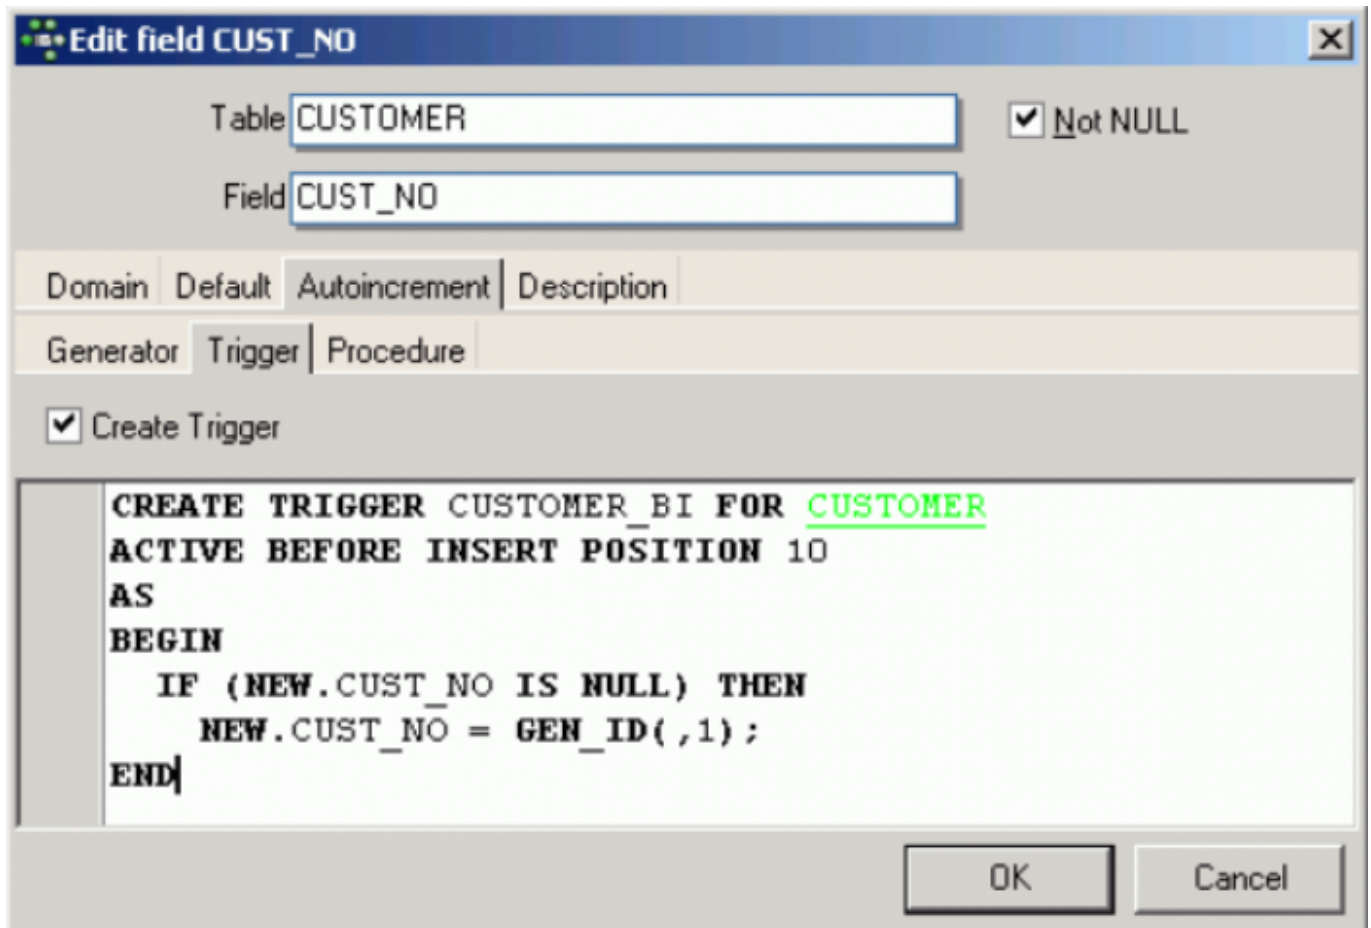 Edit field CUST_NO
Table CUSTOMER
Not NULL
Field CUST_NO
Domain Default Autoincrement Description
Generator Trigger Procedure
Create Trigger
CREATE TRIGGER CUSTOMER_BI FOR CUSTOMER
ACTIVE BEFORE INSERT POSITION 10
AS
BEGIN
IF (NEW.CUST_NO IS NULL) THEN
NEW.CUST_NO = GEN_ID(,1);
END
OK Cancel